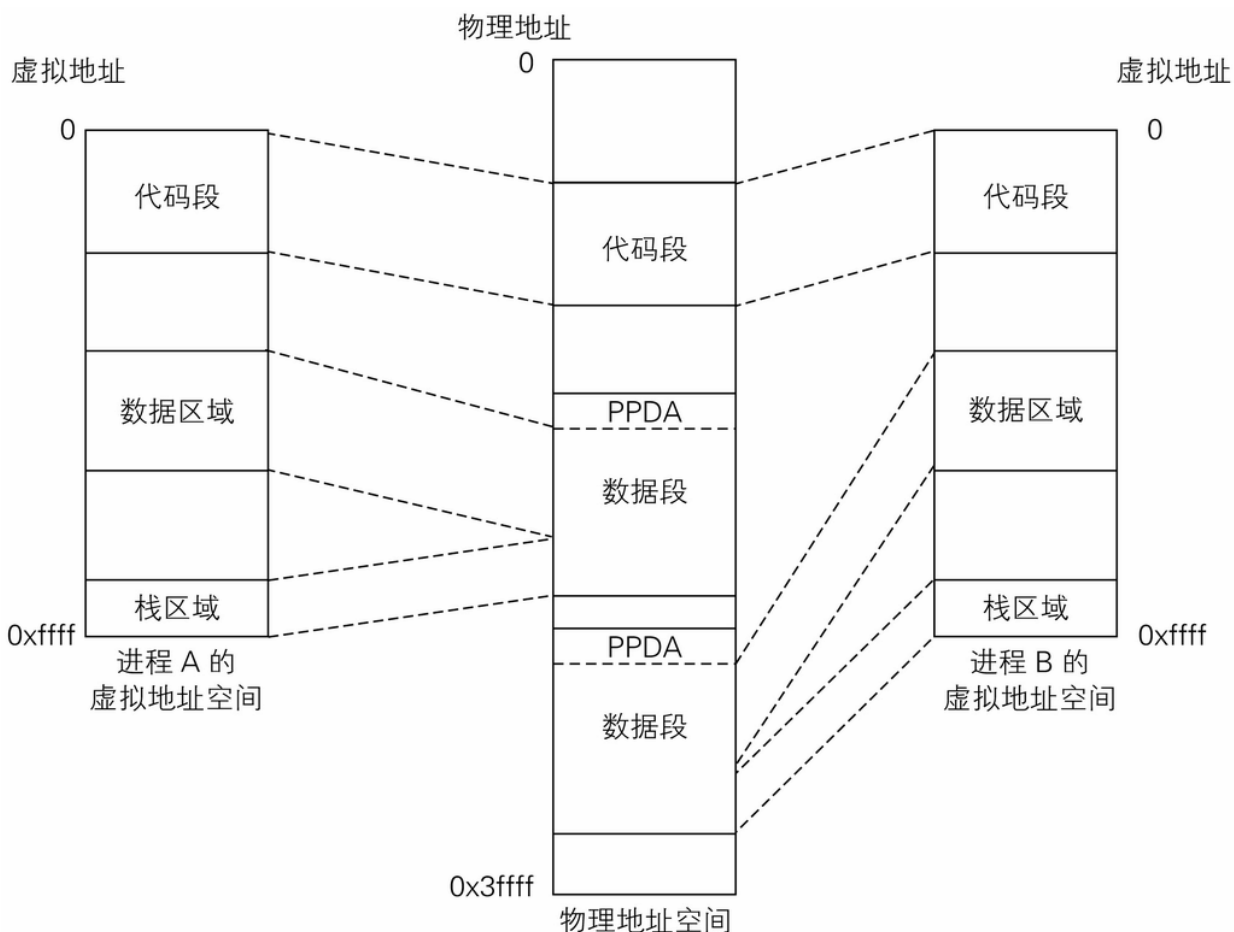 物理地址
0
虚拟地址
虚拟地址
0
0
代码段
代码段
代码段
PPDA
数据区域
数据区域
数据段
栈区域
栈区域
0xffff
0xffff
PPDA
进程 A 的
虚拟地址空间
进程 B 的
虚拟地址空间
数据段
0x3ffff
物理地址空间